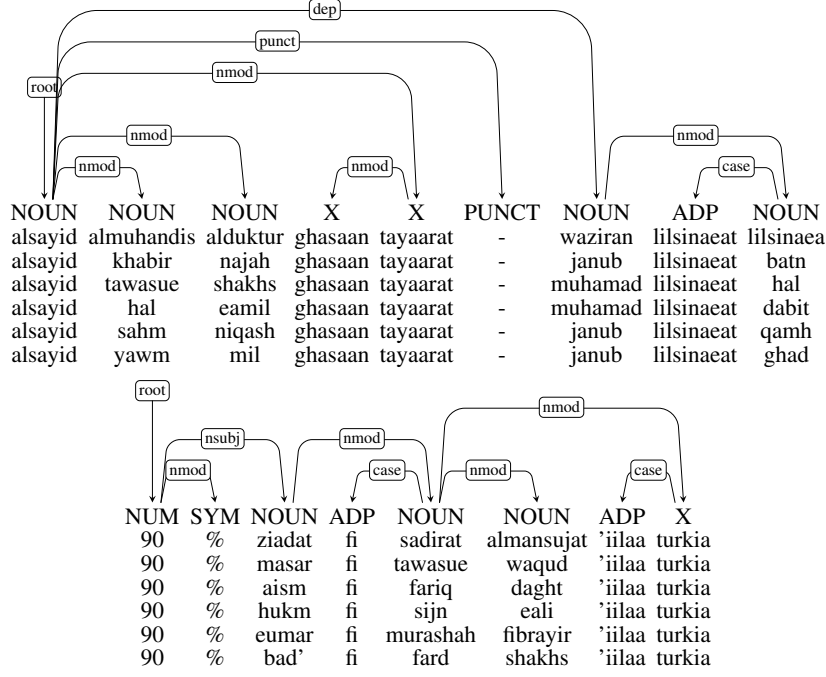 dep
punct
nmod
root
nmod nmod
nmod nmod case
NOUN NOUN NOUN X X PUNCT NOUN ADP NOUN
alsayid almuhandis alduktur ghasaan tayaarat - waziran lilsinaeat lilsinaea
alsayid khabir najah ghasaan tayaarat - janub lilsinaeat batn
alsayid tawasue shakhs ghasaan tayaarat - muhamad lilsinaeat hal
alsayid hal eamil ghasaan tayaarat - muhamad lilsinaeat dabit
alsayid sahm niqash ghasaan tayaarat - janub lilsinaeat qamh
alsayid yawm mil ghasaan tayaarat - janub lilsinaeat ghad
root
nmod
nsubj nmod
nmod case nmod case
NUM SYM NOUN ADP NOUN NOUN ADP X
90 % ziadat fi sadirat almansujat 'iilaa turkia
90 % masar fi tawasue waqud 'iilaa turkia
90 % aism fi fariq daght 'iilaa turkia
90 % hukm fi sijn eali 'iilaa turkia
90 % eumar fi murashah fibrayir 'iilaa turkia
90 % bad' fi fard shakhs 'iilaa turkia